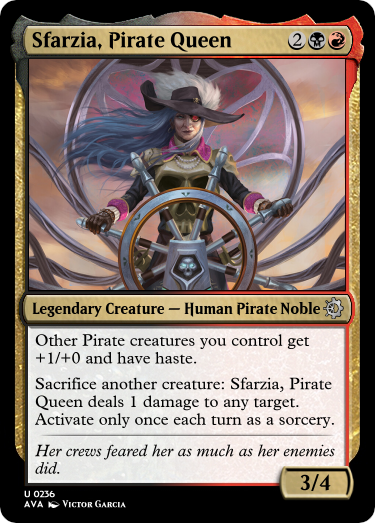 Sfarzia, Pirate Queen 2
Legendary Creature — Human Pirate Noble
Other Pirate creatures you control get
+1/+0 and have haste.
Sacrifice another creature: Sfarzia, Pirate
Queen deals 1 damage to any target.
Activate only once each turn as a sorcery.
Her crews feared her as much as her enemies
did.
3/4
U 0236
AVA Victor Garcia